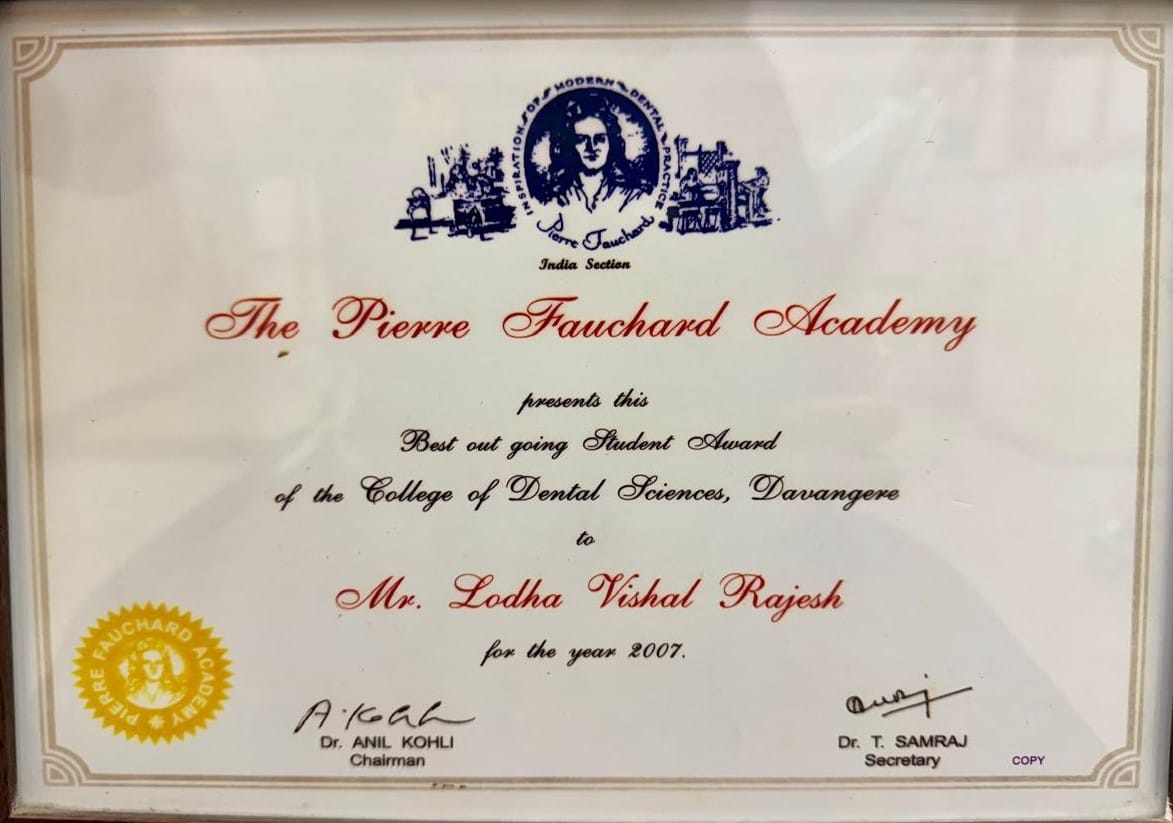 INSPIRATION OF MODERN DENTAL PRACTICE
Pierre Fauchard
India Section
The Pierre Fauchard Academy
presents this
Best out going Student Award
of the College of Dental Sciences, Davangere
to
Mr. Lodha Vishal Rajesh
for the year 2007.
PIERRE FAUCHARD ACADEMY
A. Kohli
Dr. ANIL KOHLI
Chairman
Dr. T. SAMRAJ
Secretary
COPY